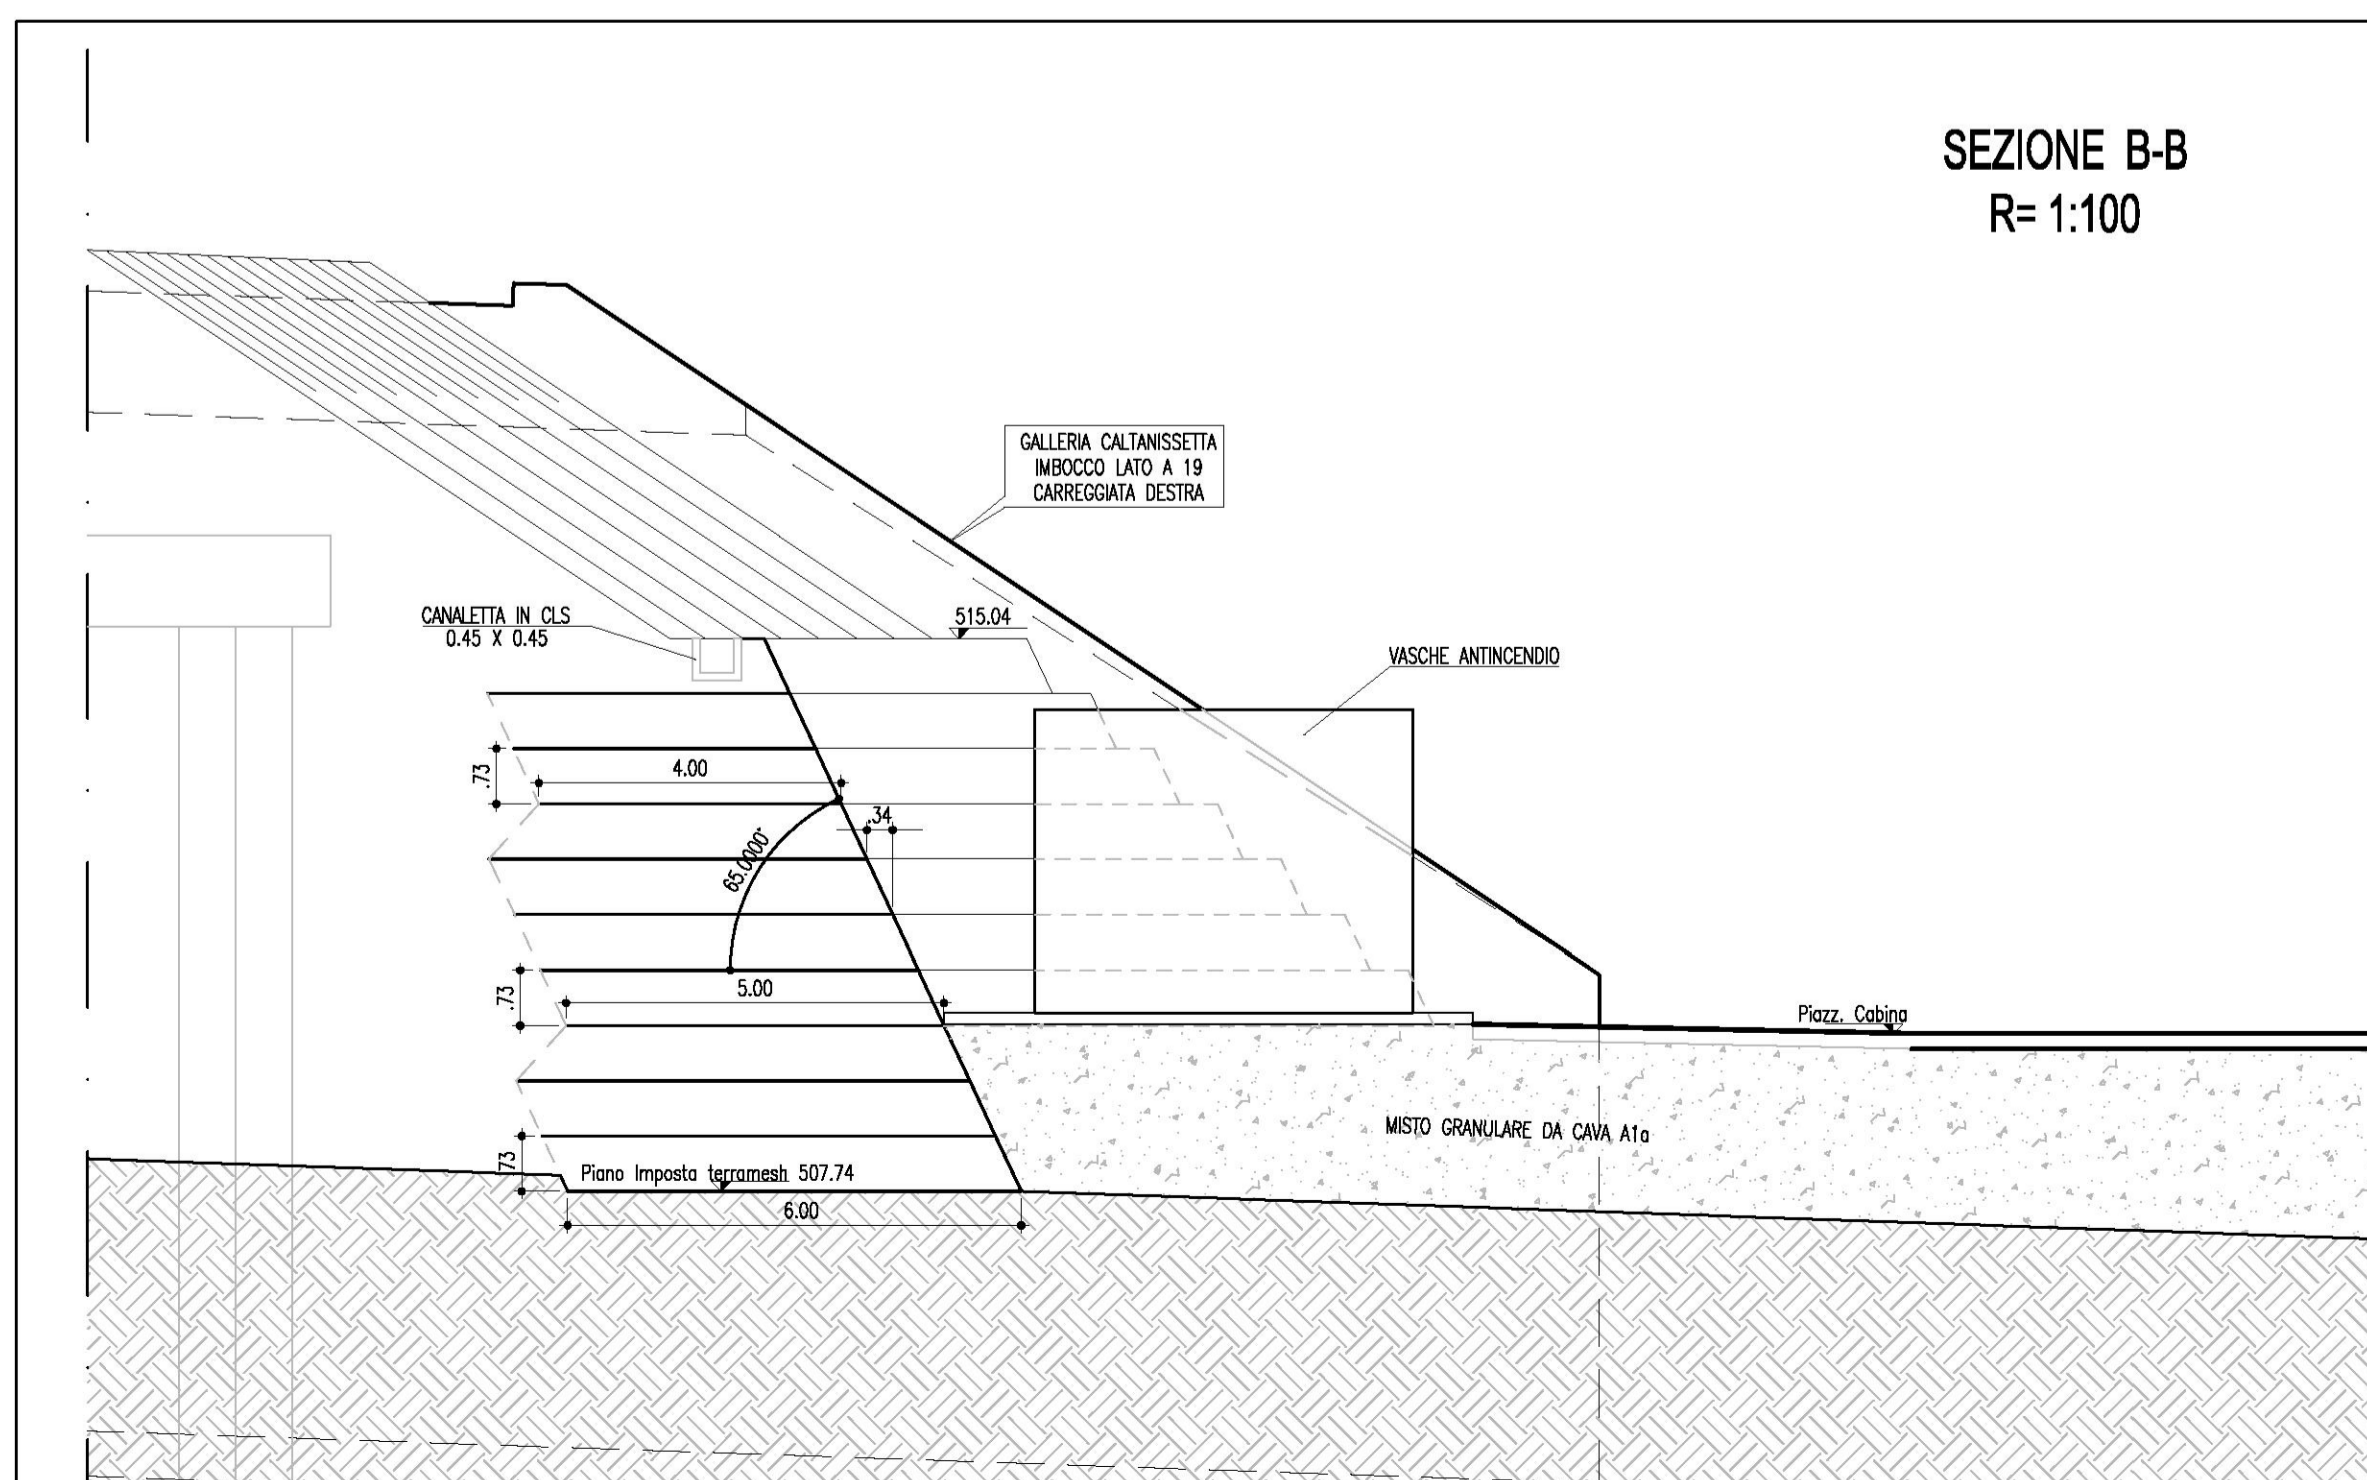 SEZIONE B-B
R= 1:100
GALLERIA CALTANISSETTA
IMBOCCO LATO A 19
CARREGGIATA DESTRA
CANALETTA IN CLS
0.45 X 0.45
515.04
VASCHE ANTINCENDIO
.73
4.00
.34
65.0000°
.73
5.00
Piazz. Cabina
MISTO GRANULARE DA CAVA A1a
.73
Piano Imposta terramesh 507.74
6.00